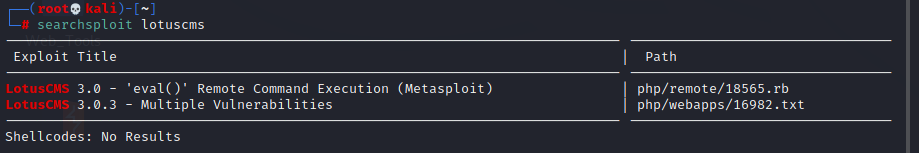 (root💀kali)-[~]
# searchsploit lotuscms
Exploit Title | Path
LotusCMS 3.0 - 'eval()' Remote Command Execution (Metasploit) | php/remote/18565.rb
LotusCMS 3.0.3 - Multiple Vulnerabilities | php/webapps/16982.txt
Shellcodes: No Results